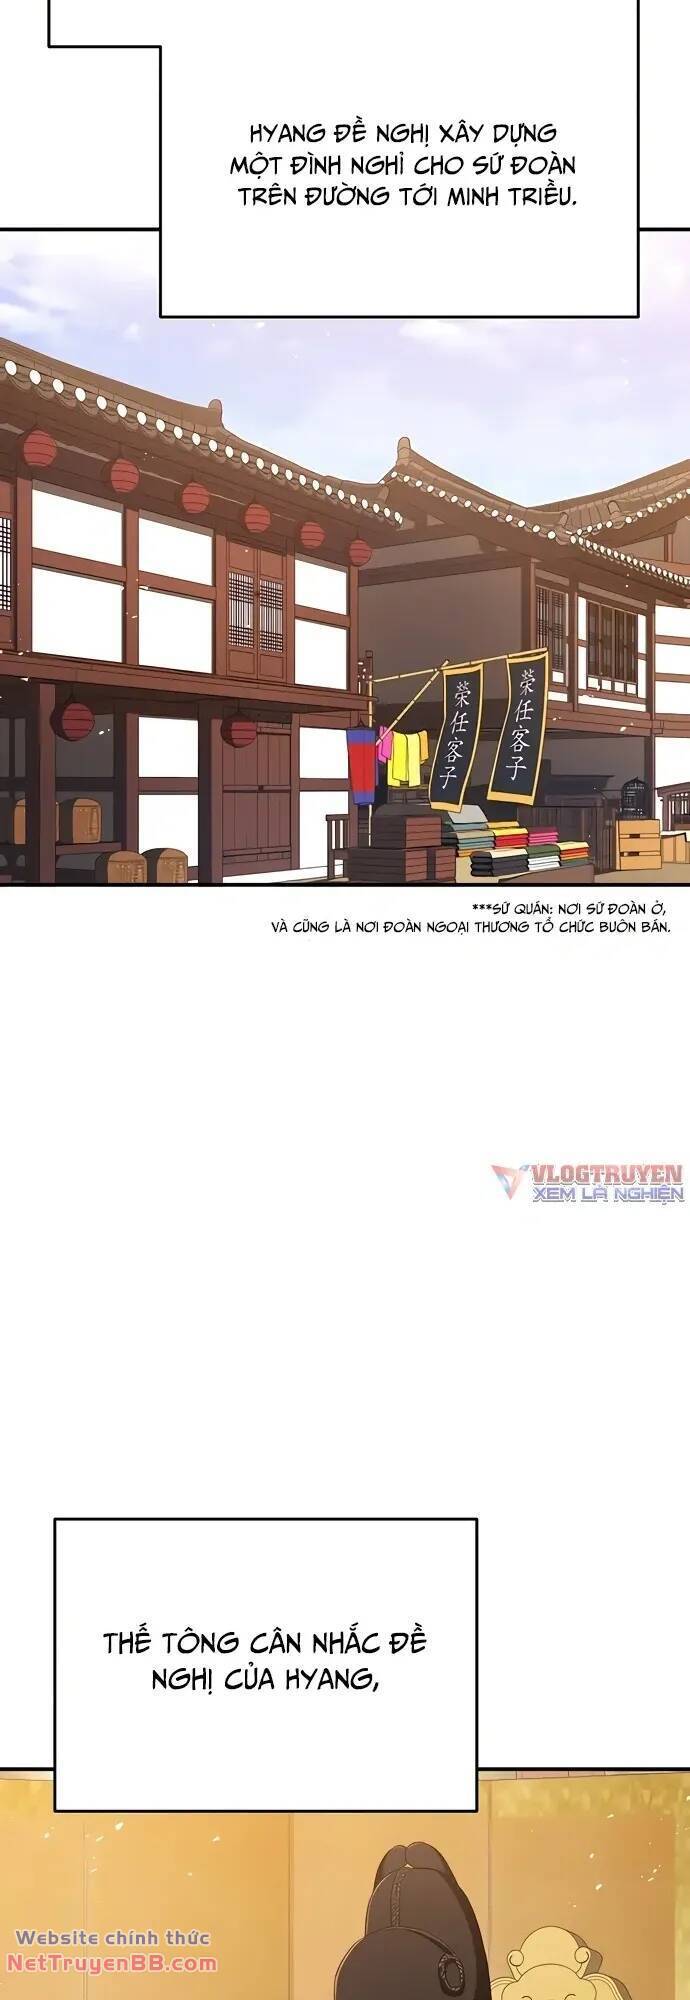 HYANG ĐỀ NGHỊ XÂY DỰNG
MỘT ĐÌNH NGHỈ CHO SỨ ĐOÀN
TRÊN ĐƯỜNG TỚI MINH TRIỀU.
荣任客子
荣任客子
***SỨ QUÁN: NƠI SỨ ĐOÀN Ở,
VÀ CŨNG LÀ NƠI ĐOÀN NGOẠI THƯƠNG TỔ CHỨC BUÔN BÁN.
VLOGTRUYEN
XEM LÀ NGHIỆN
THẾ TÔNG CÂN NHẮC ĐỀ
NGHỊ CỦA HYANG,
Website chính thức
NetTruyenBB.com